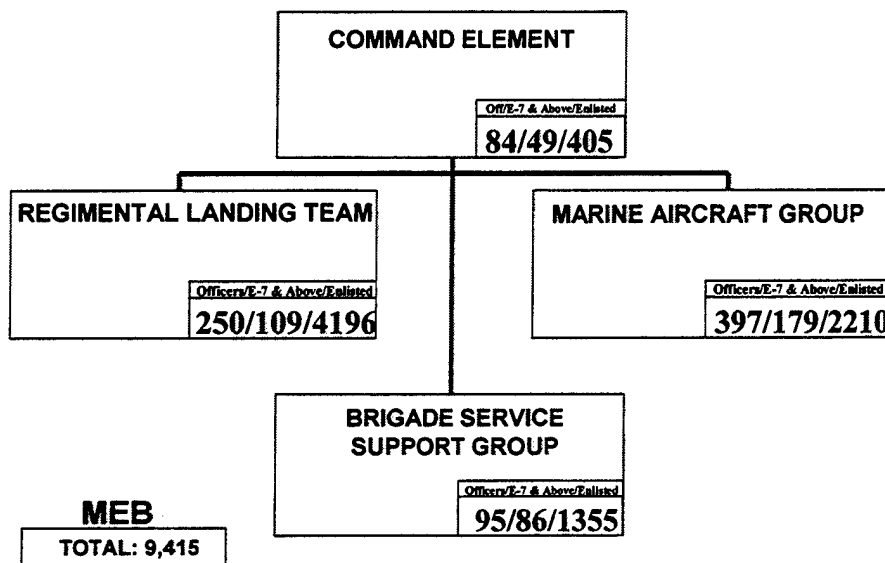 COMMAND ELEMENT
Off/E-7 & Above/Enlisted
84/49/405
REGIMENTAL LANDING TEAM
Officers/E-7 & Above/Enlisted
250/109/4196
MARINE AIRCRAFT GROUP
Officers/E-7 & Above/Enlisted
397/179/2210
BRIGADE SERVICE
SUPPORT GROUP
Officers/E-7 & Above/Enlisted
95/86/1355
MEB
TOTAL: 9,415